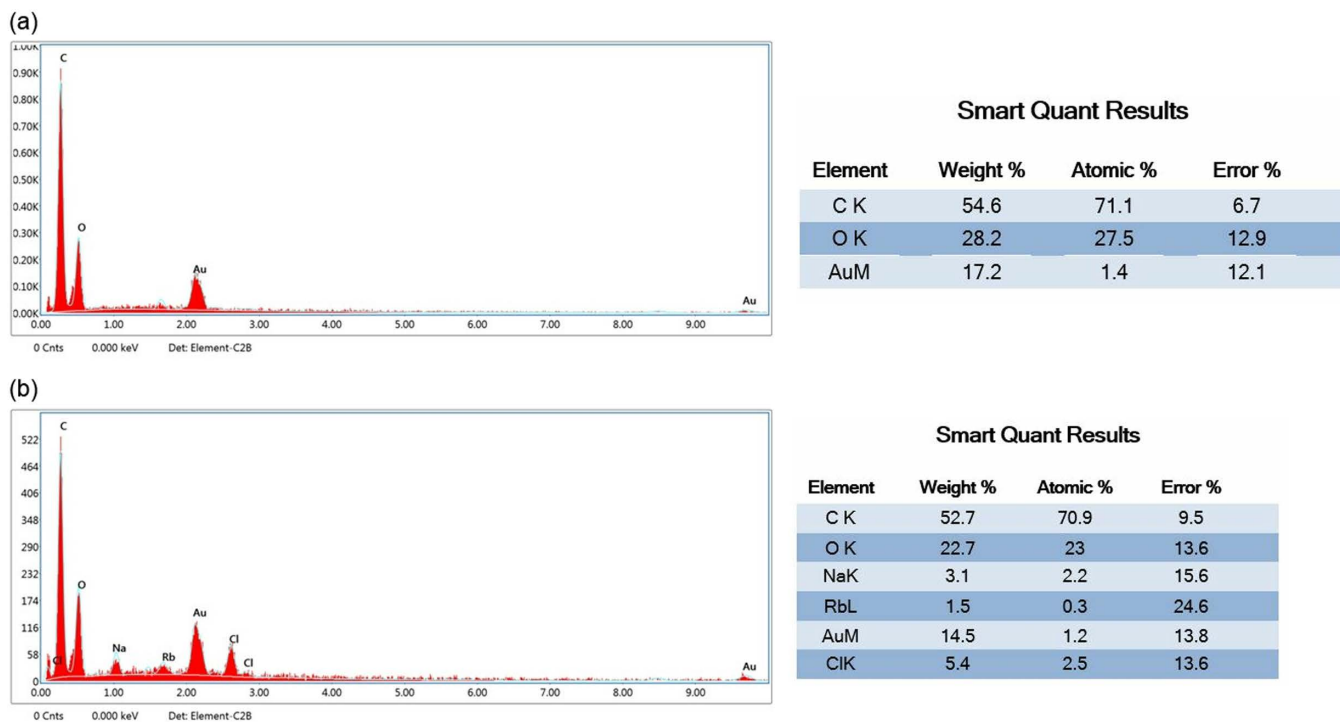 (a)
1.00K
0.90K
0.80K
0.70K
0.60K
0.50K
0.40K
0.30K
0.20K
0.10K
0.00K
C
O
Au
Au
0.00 1.00 2.00 3.00 4.00 5.00 6.00 7.00 8.00 9.00
0 Cnts 0.000 keV Det: Element-C2B
Smart Quant Results
Element Weight % Atomic % Error %
C K 54.6 71.1 6.7
O K 28.2 27.5 12.9
AuM 17.2 1.4 12.1
(b)
522
464
406
348
290
232
174
116
58
0
C
O
Cl
Na
Rb
Au
Cl
Cl
Au
0.00 1.00 2.00 3.00 4.00 5.00 6.00 7.00 8.00 9.00
0 Cnts 0.000 keV Det: Element-C2B
Smart Quant Results
Element Weight % Atomic % Error %
C K 52.7 70.9 9.5
O K 22.7 23 13.6
NaK 3.1 2.2 15.6
RbL 1.5 0.3 24.6
AuM 14.5 1.2 13.8
ClK 5.4 2.5 13.6